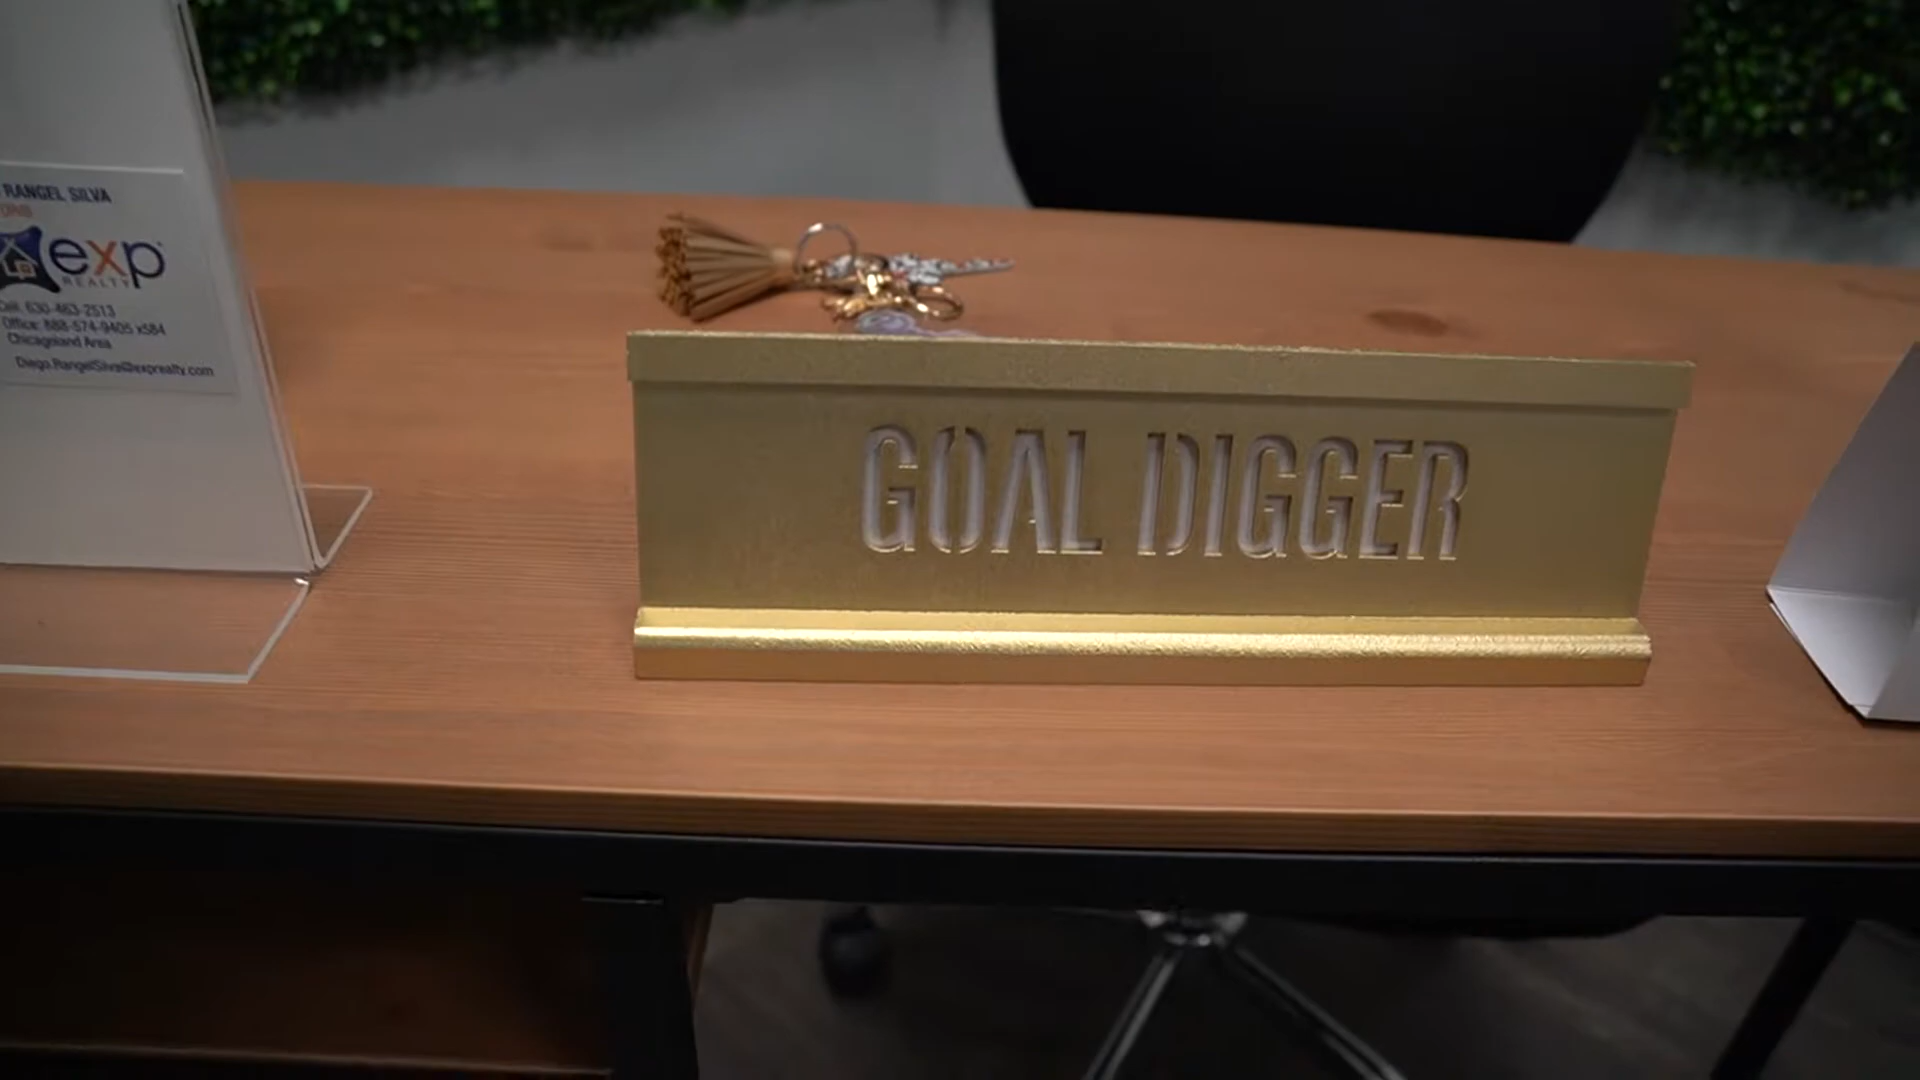 RANGEL SILVA
exp
REALTY
Cell: 630-463-2513
Office: 888-574-9405 x584
Chicagoland Area
Diego.RangelSilva@exprealty.com
GOAL DIGGER